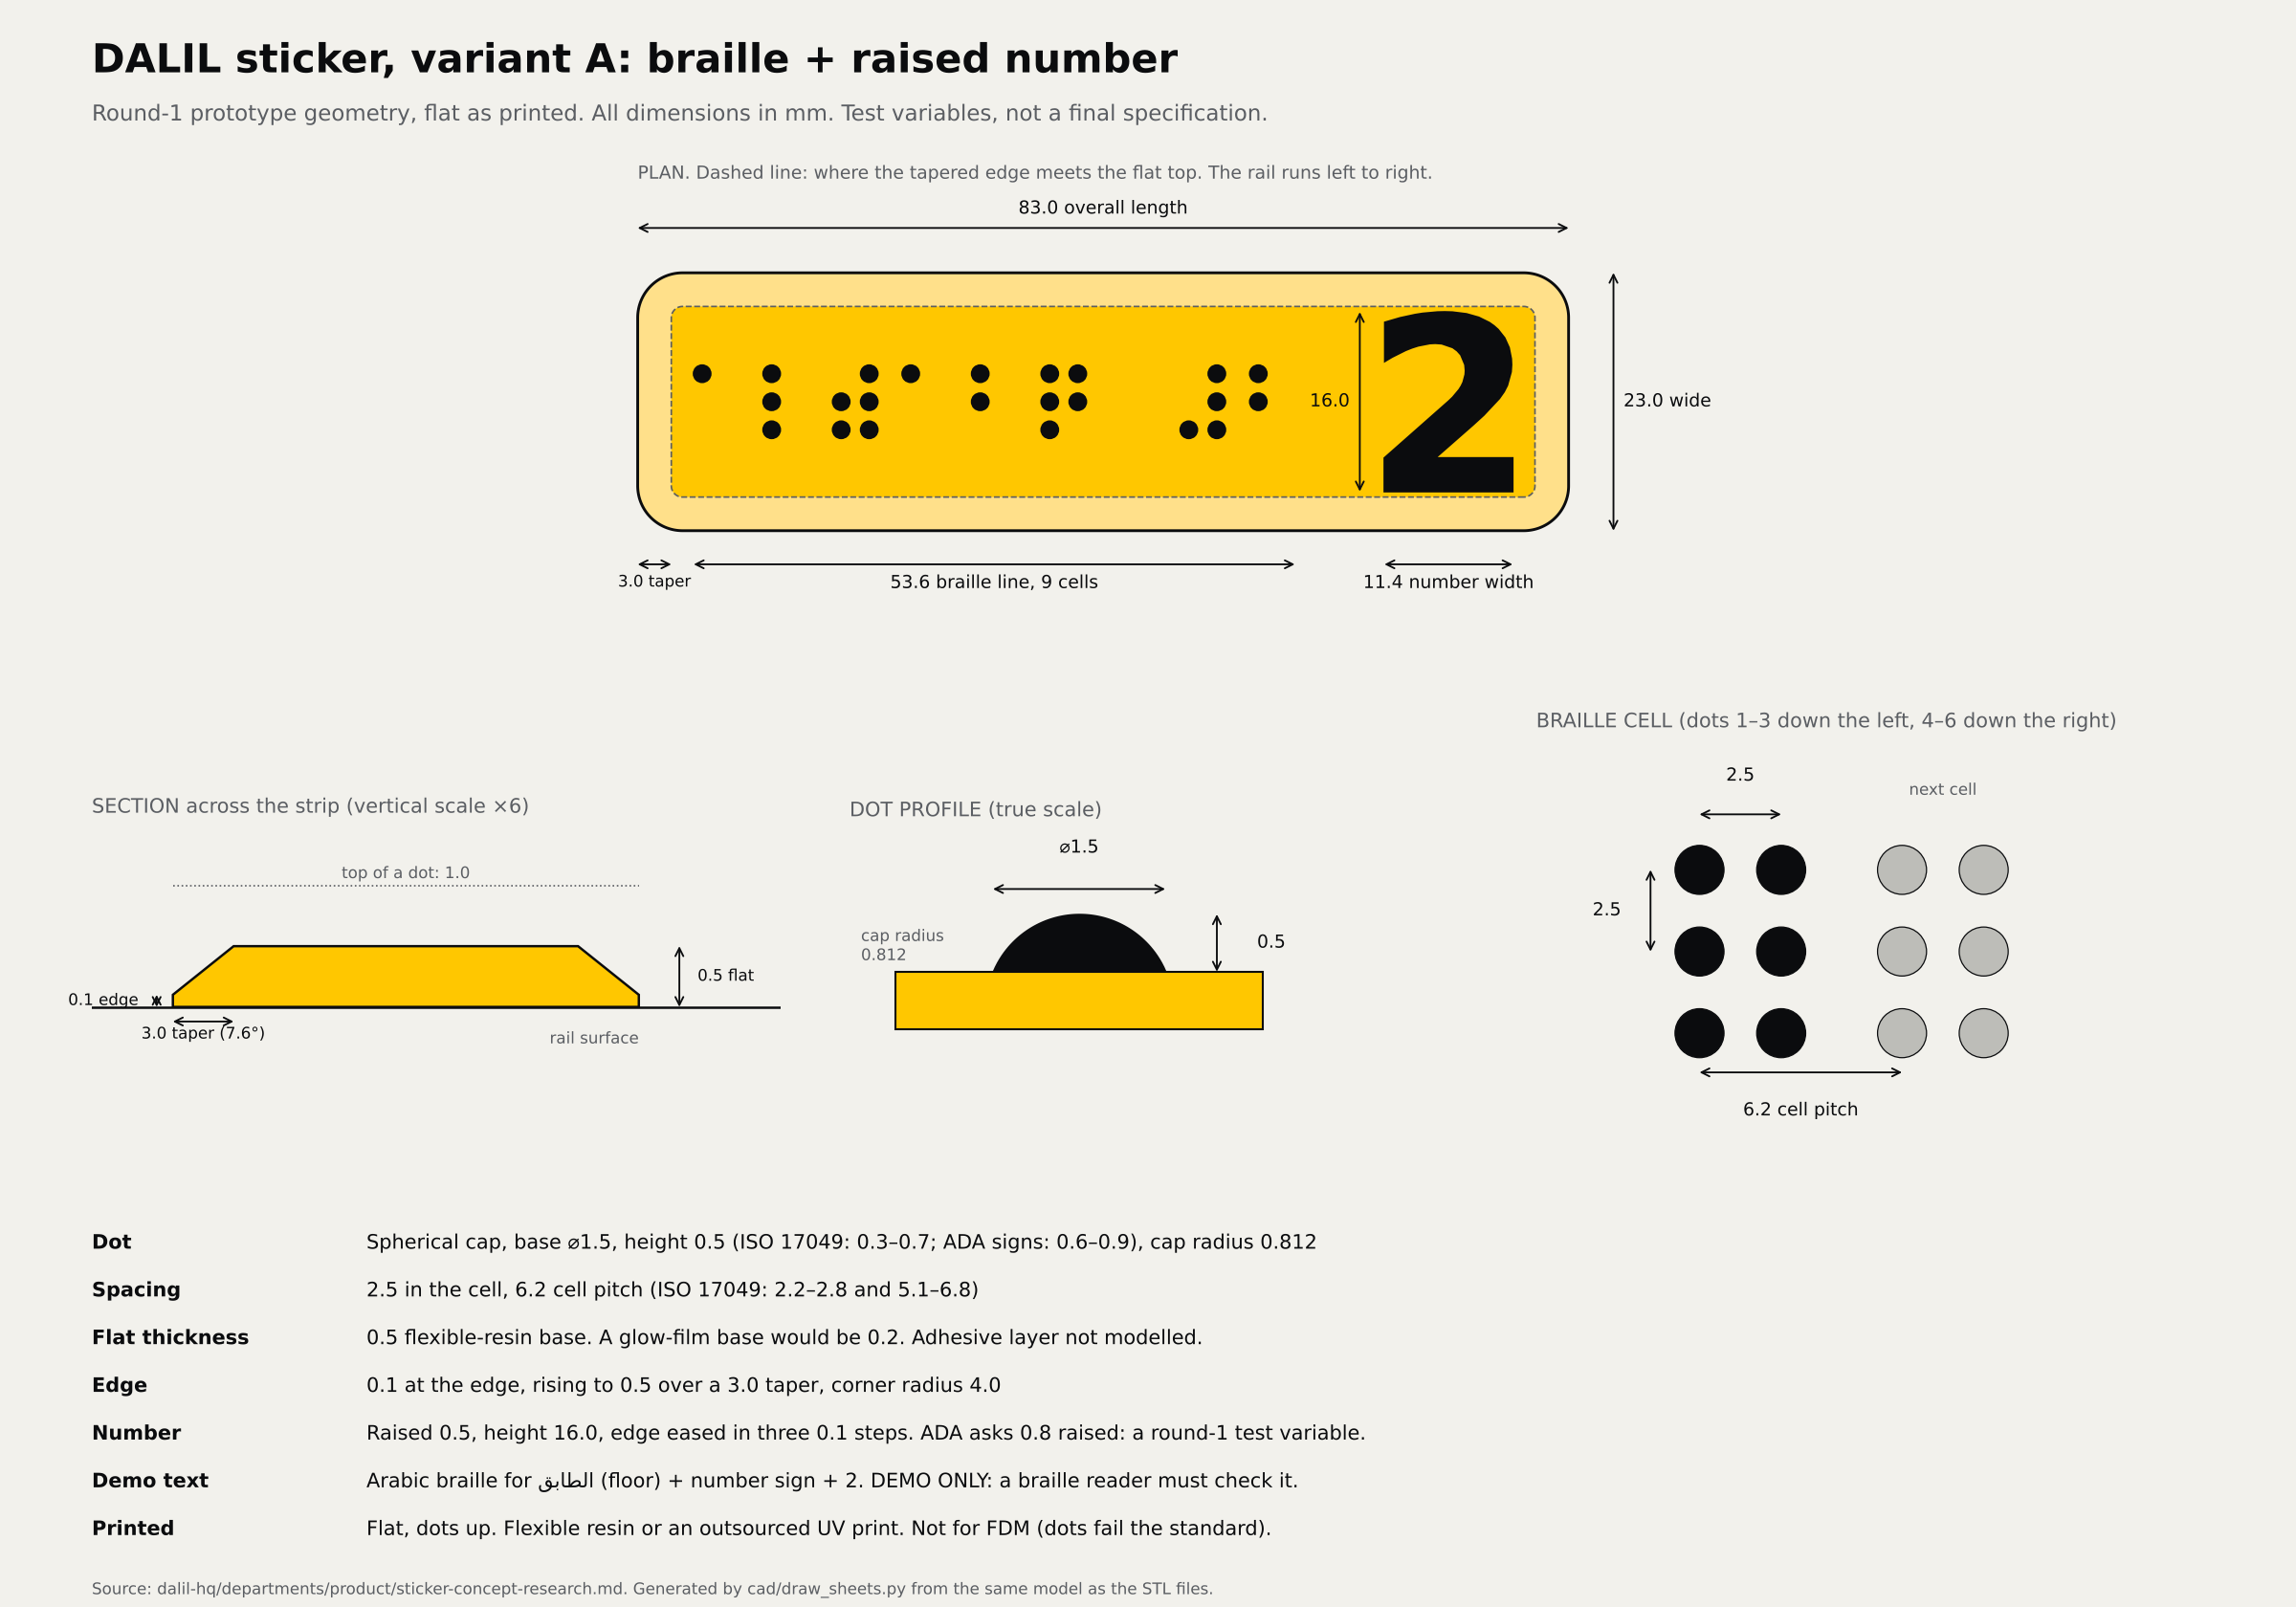 DALIL sticker, variant A: braille + raised number
Round-1 prototype geometry, flat as printed. All dimensions in mm. Test variables, not a final specification.
PLAN. Dashed line: where the tapered edge meets the flat top. The rail runs left to right.
83.0 overall length
16.0
2
23.0 wide
3.0 taper
53.6 braille line, 9 cells
11.4 number width
BRAILLE CELL (dots 1–3 down the left, 4–6 down the right)
2.5
next cell
2.5
6.2 cell pitch
SECTION across the strip (vertical scale ×6)
top of a dot: 1.0
0.5 flat
0.1 edge
3.0 taper (7.6°)
rail surface
DOT PROFILE (true scale)
⌀1.5
cap radius
0.812
0.5
Dot Spherical cap, base ⌀1.5, height 0.5 (ISO 17049: 0.3–0.7; ADA signs: 0.6–0.9), cap radius 0.812
Spacing 2.5 in the cell, 6.2 cell pitch (ISO 17049: 2.2–2.8 and 5.1–6.8)
Flat thickness 0.5 flexible-resin base. A glow-film base would be 0.2. Adhesive layer not modelled.
Edge 0.1 at the edge, rising to 0.5 over a 3.0 taper, corner radius 4.0
Number Raised 0.5, height 16.0, edge eased in three 0.1 steps. ADA asks 0.8 raised: a round-1 test variable.
Demo text Arabic braille for الطابق (floor) + number sign + 2. DEMO ONLY: a braille reader must check it.
Printed Flat, dots up. Flexible resin or an outsourced UV print. Not for FDM (dots fail the standard).
Source: dalil-hq/departments/product/sticker-concept-research.md. Generated by cad/draw_sheets.py from the same model as the STL files.